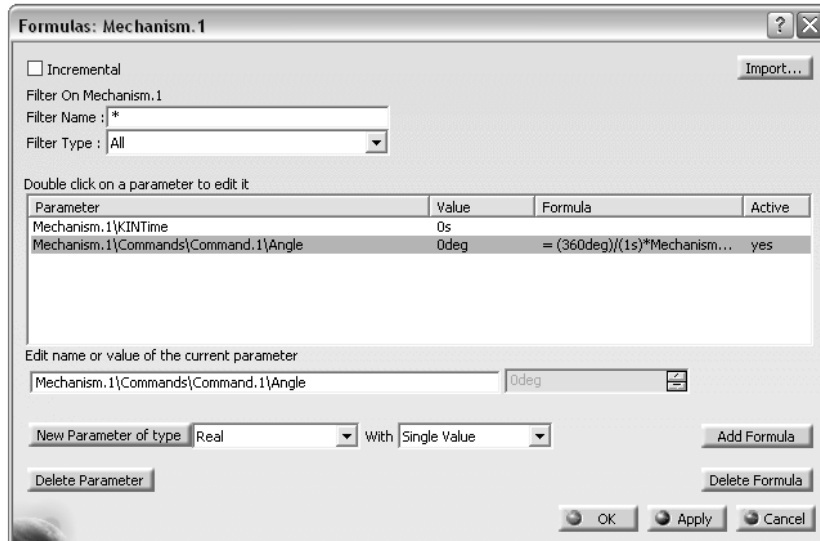 Formulas: Mechanism.1
Incremental
Import...
Filter On Mechanism.1
Filter Name : *
Filter Type : All
Double click on a parameter to edit it
Parameter Value Formula Active
Mechanism.1\KINTime 0s
Mechanism.1\Commands\Command.1\Angle 0deg = (360deg)/(1s)*Mechanism... yes
Edit name or value of the current parameter
Mechanism.1\Commands\Command.1\Angle 0deg
New Parameter of type Real With Single Value Add Formula
Delete Parameter Delete Formula
OK Apply Cancel